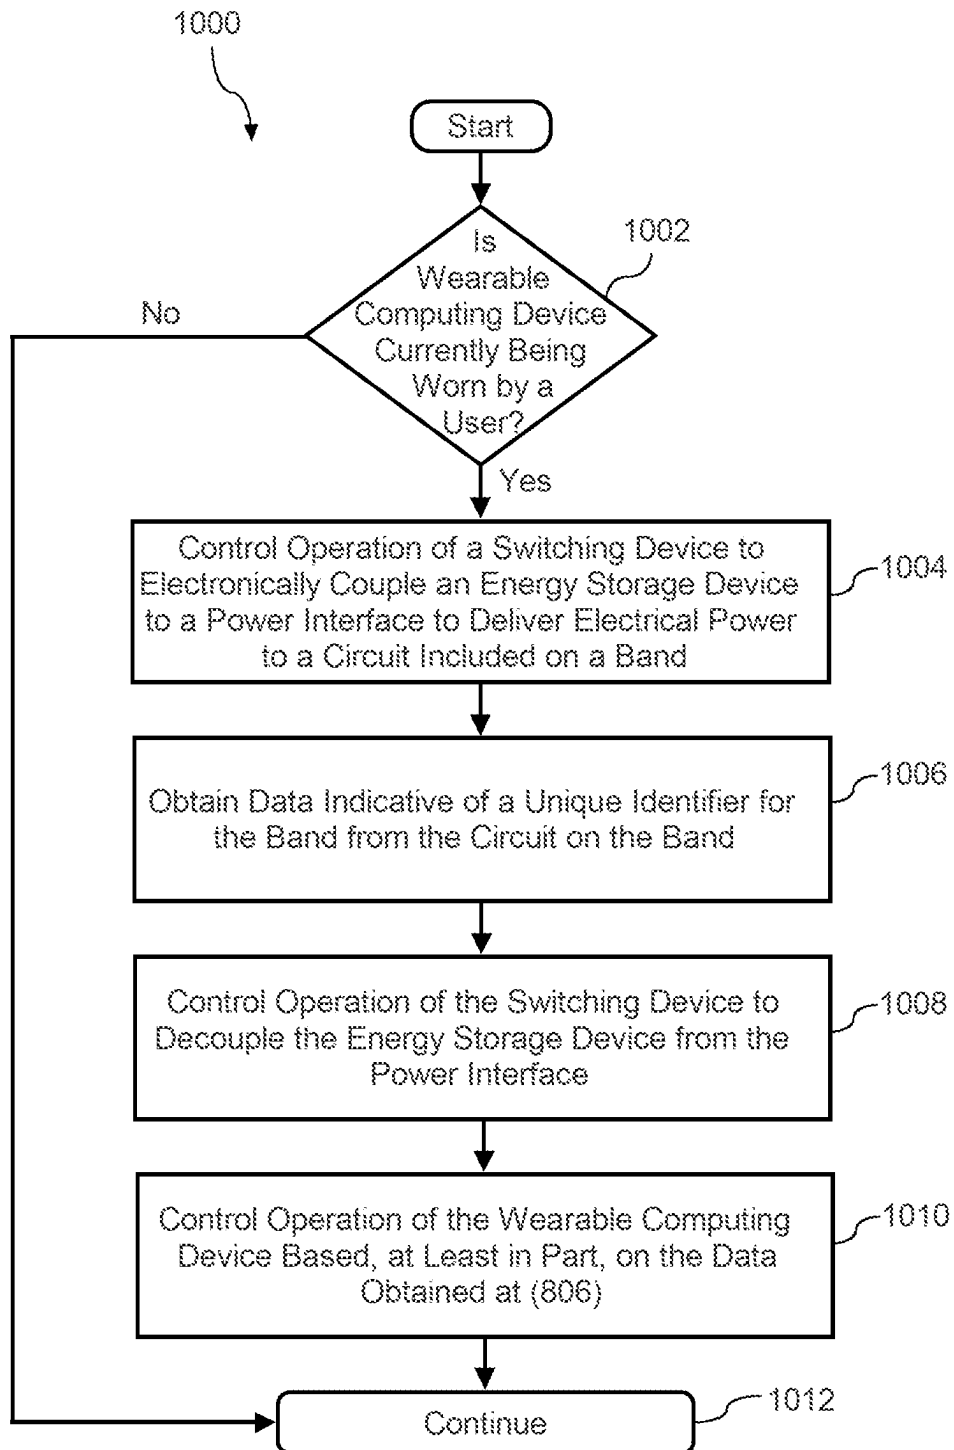 1000
Start
1002
Is
Wearable
Computing Device
Currently Being
Worn by a
User?
No
Yes
Control Operation of a Switching Device to
Electronically Couple an Energy Storage Device
to a Power Interface to Deliver Electrical Power
to a Circuit Included on a Band
1004
Obtain Data Indicative of a Unique Identifier for
the Band from the Circuit on the Band
1006
Control Operation of the Switching Device to
Decouple the Energy Storage Device from the
Power Interface
1008
Control Operation of the Wearable Computing
Device Based, at Least in Part, on the Data
Obtained at (806)
1010
Continue
1012